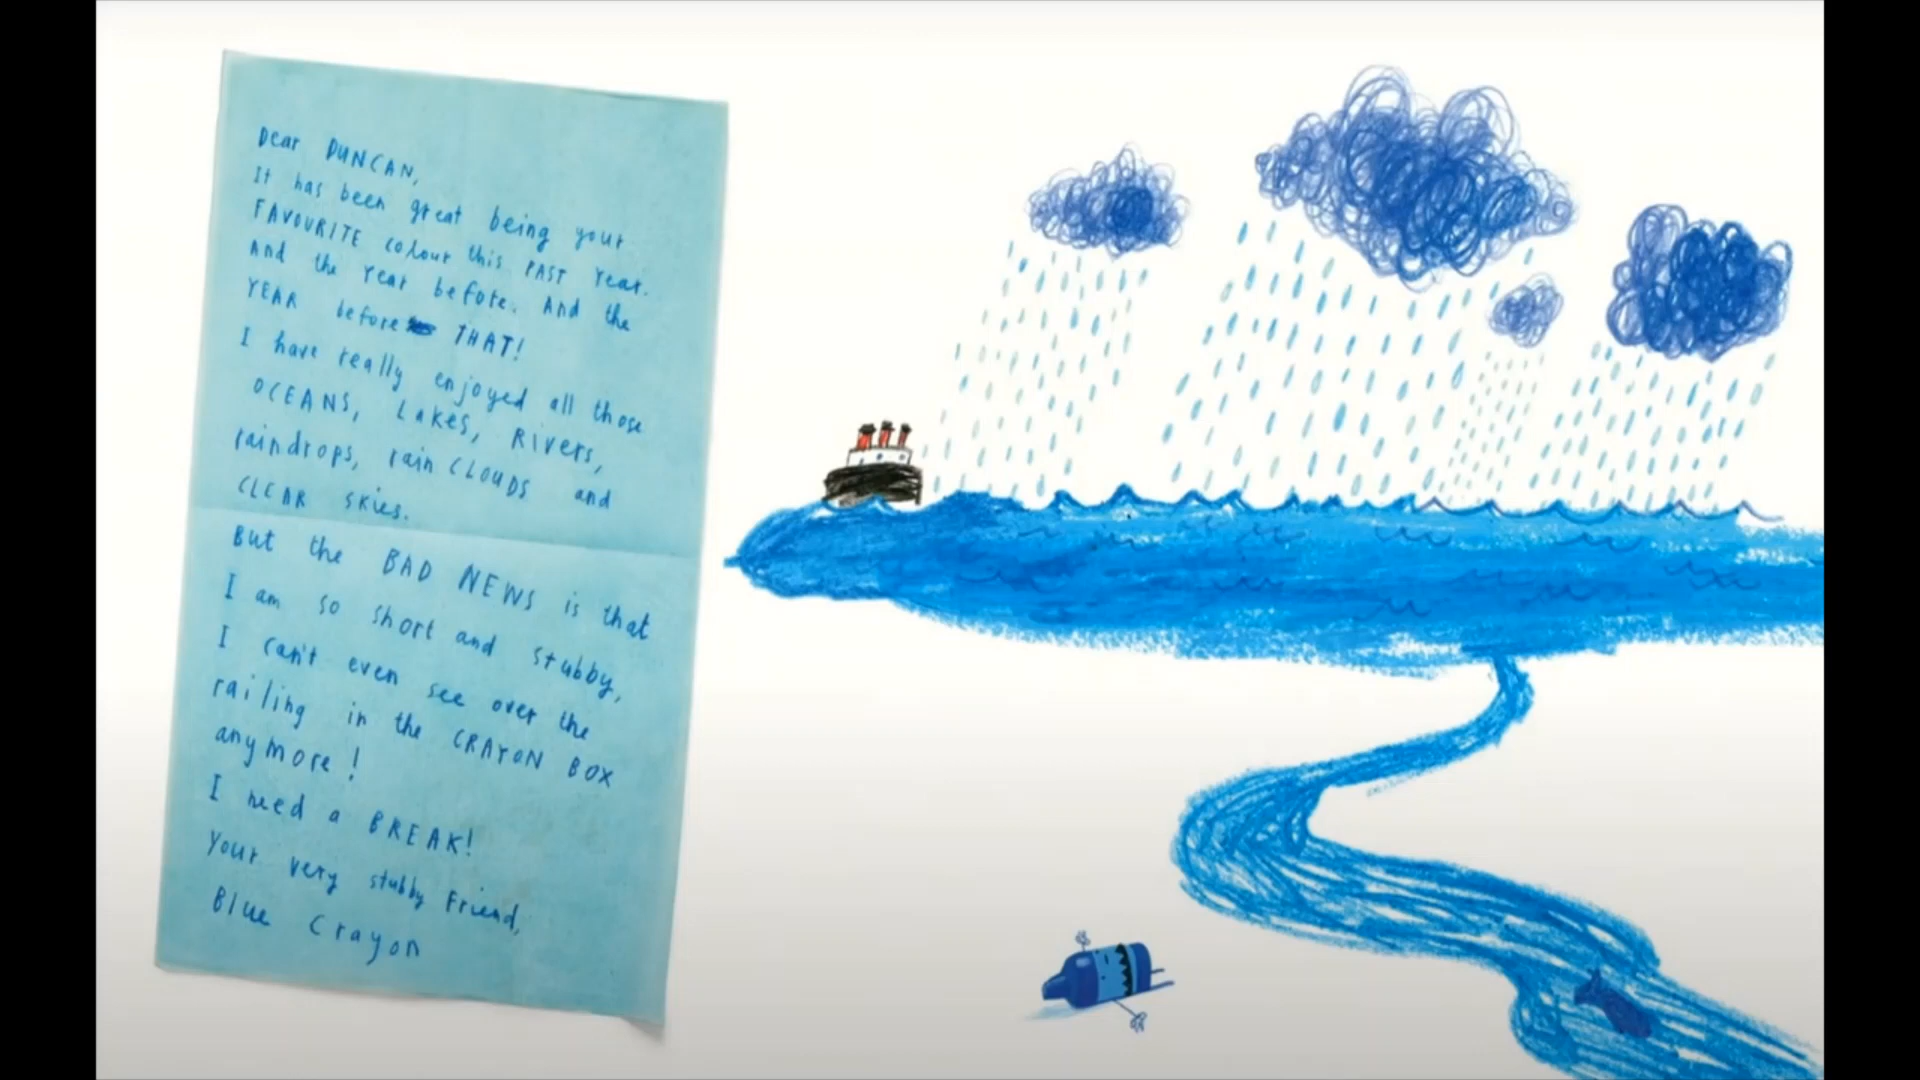 Dear DUNCAN,
It has been great being your
FAVOURITE colour this PAST Year.
And the Year before. And the
YEAR before THAT!
I have really enjoyed all those
OCEANS, Lakes, Rivers,
raindrops, rain CLOUDS and
CLEAR skies.
But the BAD NEWS is that
I am so short and stubby,
I can't even see over the
railing in the CRAYON BOX
anymore!
I need a BREAK!
Your very stubby Friend,
Blue Crayon